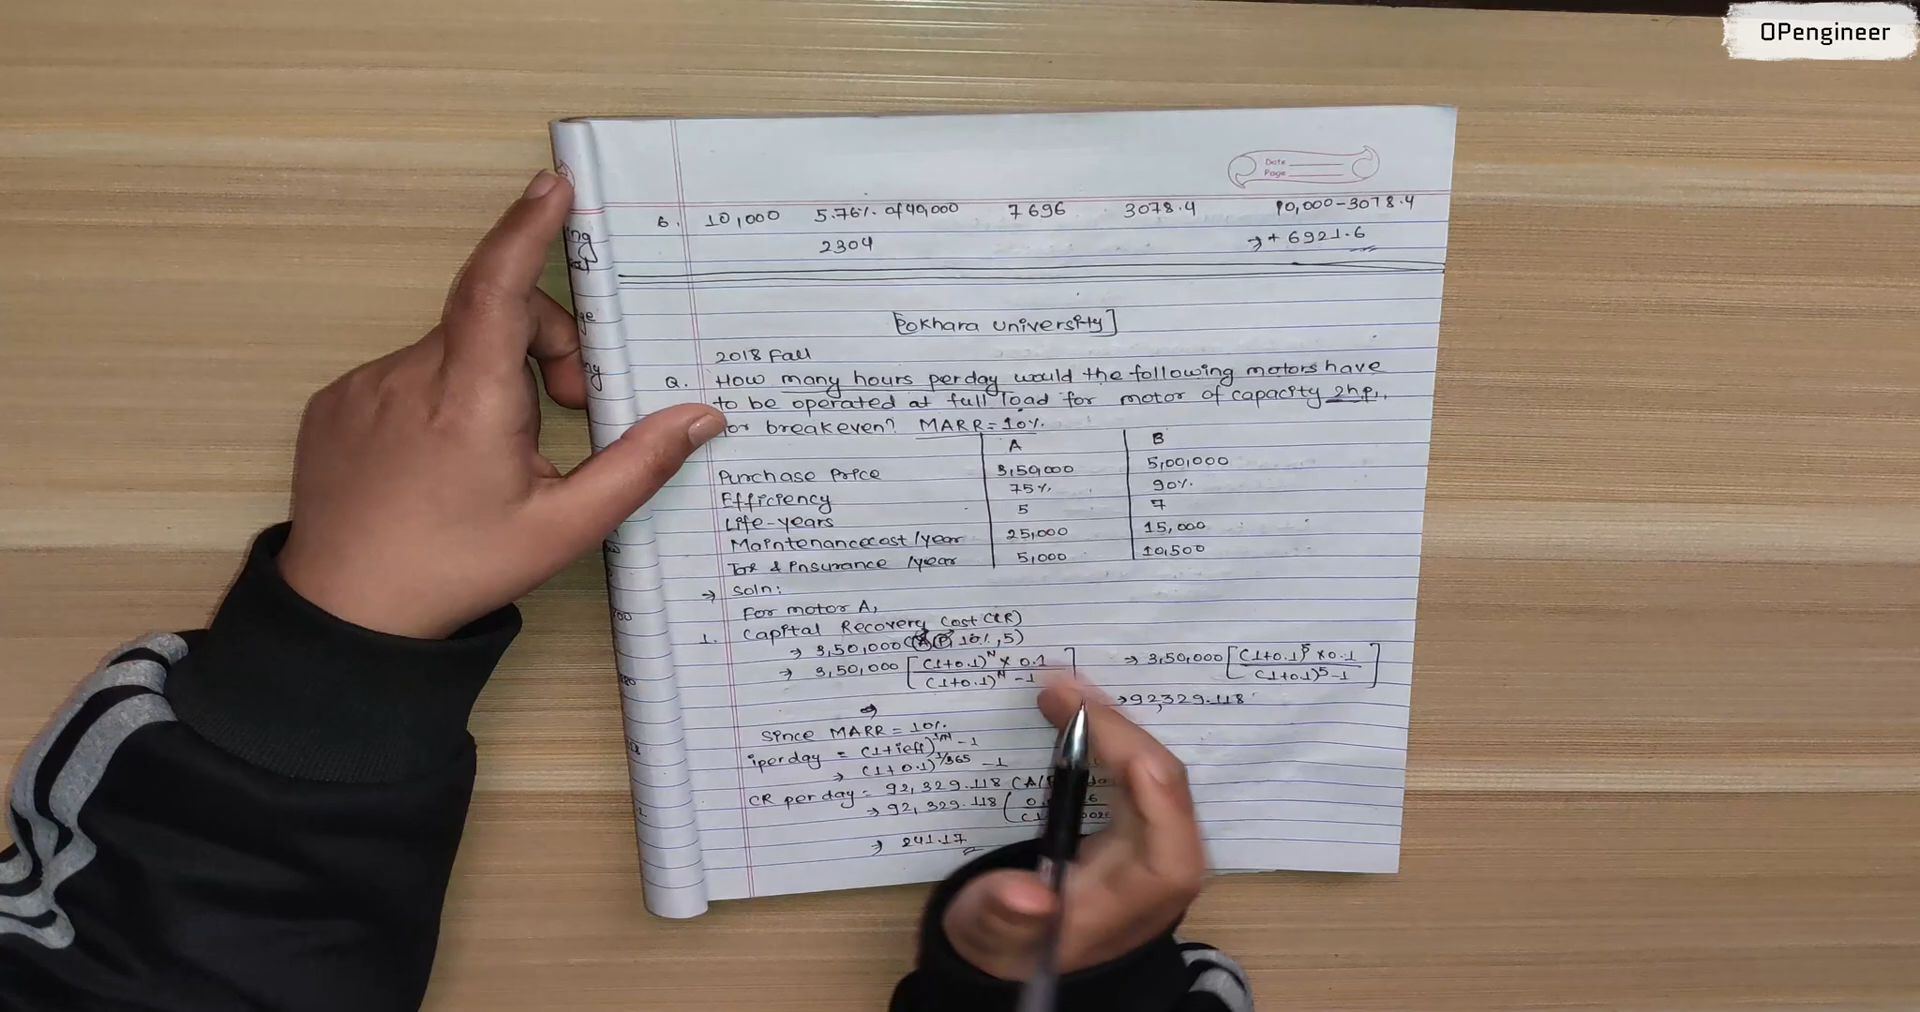 OPengineer
Date
Page
6. 10,000 5.76% of 40,000 7696 3078.4 10,000-3078.4
2304 → + 6921.6
[Pokhara University]
2018 Fall
Q. How many hours per day would the following motors have
to be operated at full load for motor of capacity 2hp,
for breakeven? MARR = 10%.
A B
Purchase Price 3,50,000 5,00,000
Efficiency 75% 90%
Life-years 5 7
Maintenance cost /year 25,000 15,000
& Insurance /year 5,000 10,500
→ Soln:
For motor A,
1. Capital Recovery Cost (CR)
→ 3,50,000 ( 10%, 5)
→ 3,50,000 [(1+0.1)^N × 0.1 / (1+0.1)^N -1] → 3,50,000 [(1+0.1)^5 × 0.1 / (1+0.1)^5 -1]
→ 92,329.118
→
Since MARR = 10%
iperday = (1+ieff)^1/N - 1
→ (1+0.1)^1/365 - 1
CR per day = 92,329.118 (A/
→ 92,329.118
→ 241.17